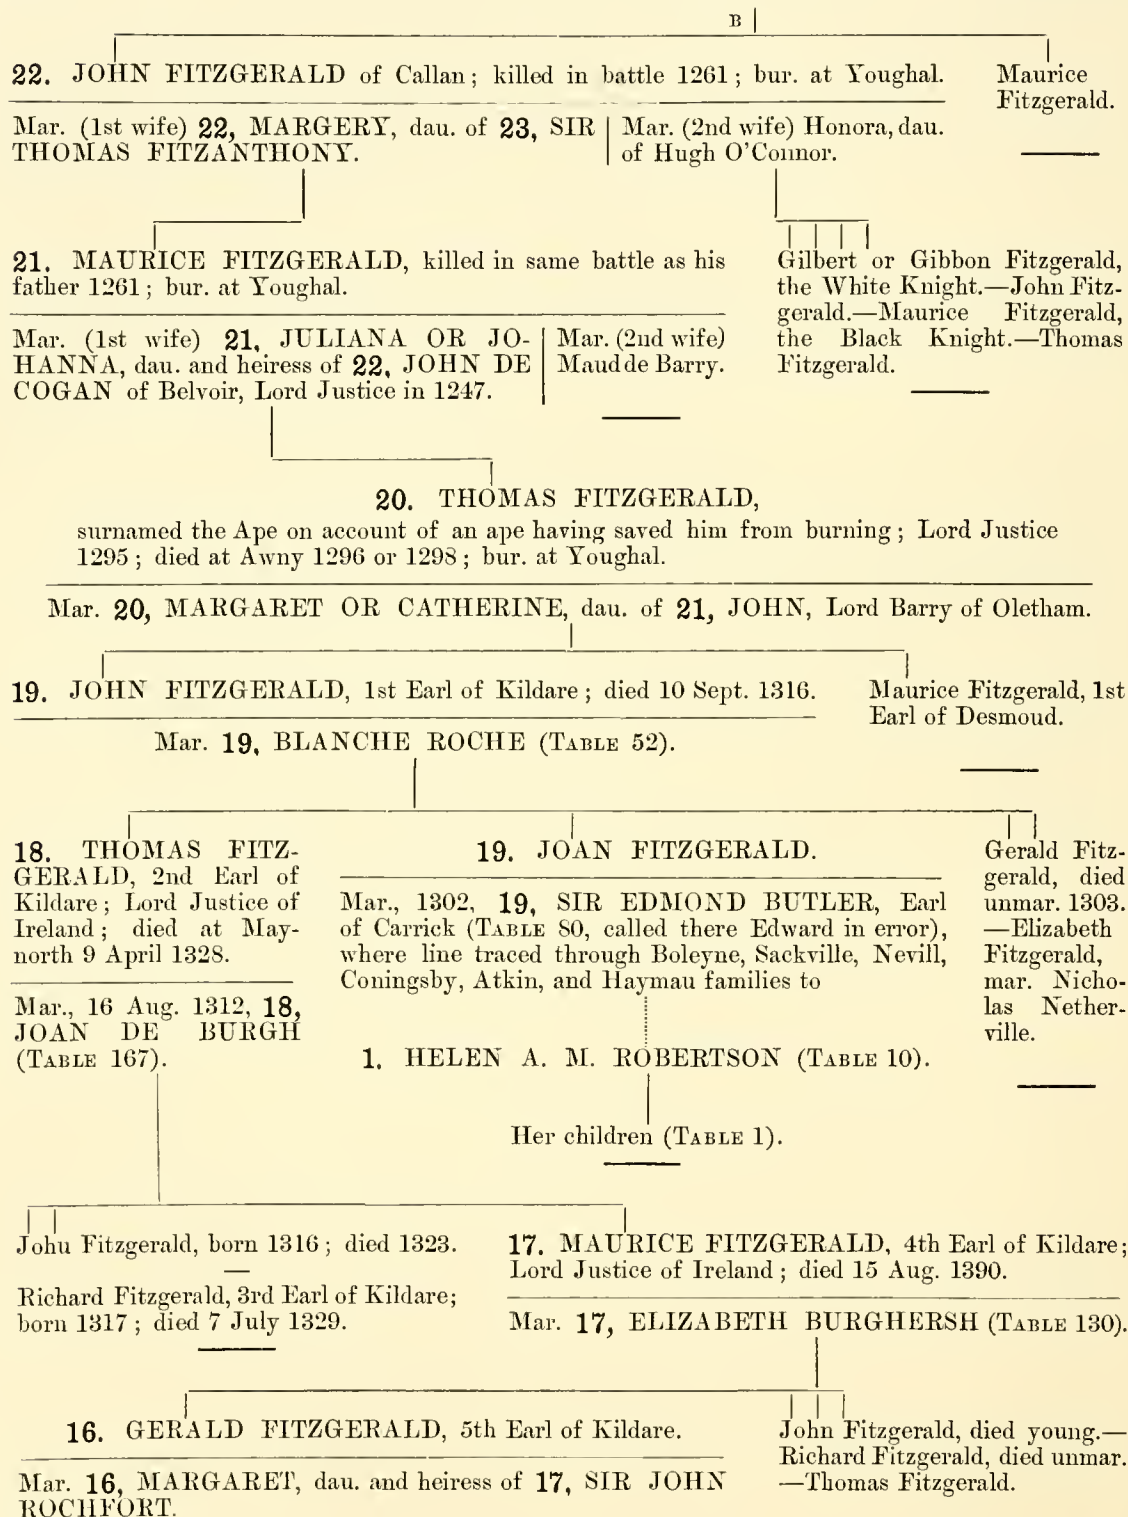 B
22. JOHN FITZGERALD of Callan; killed in battle 1261; bur. at Youghal.
Maurice
Fitzgerald.
Mar. (1st wife) 22, MARGERY, dau. of 23, SIR
THOMAS FITZANTHONY.
Mar. (2nd wife) Honora, dau.
of Hugh O'Connor.
21. MAURICE FITZGERALD, killed in same battle as his
father 1261; bur. at Youghal.
Gilbert or Gibbon Fitzgerald,
the White Knight.—John Fitz-
gerald.—Maurice Fitzgerald,
the Black Knight.—Thomas
Fitzgerald.
Mar. (1st wife) 21, JULIANA OR JO-
HANNA, dau. and heiress of 22, JOHN DE
COGAN of Belvoir, Lord Justice in 1247.
Mar. (2nd wife)
Maud de Barry.
20. THOMAS FITZGERALD,
surnamed the Ape on account of an ape having saved him from burning; Lord Justice
1295; died at Awny 1296 or 1298; bur. at Youghal.
Mar. 20, MARGARET OR CATHERINE, dau. of 21, JOHN, Lord Barry of Oletham.
19. JOHN FITZGERALD, 1st Earl of Kildare; died 10 Sept. 1316.
Maurice Fitzgerald, 1st
Earl of Desmoud.
Mar. 19, BLANCHE ROCHE (TABLE 52).
18. THOMAS FITZ-
GERALD, 2nd Earl of
Kildare; Lord Justice of
Ireland; died at May-
north 9 April 1328.
Mar., 16 Aug. 1312, 18,
JOAN DE BURGH
(TABLE 167).
19. JOAN FITZGERALD.
Mar., 1302, 19, SIR EDMOND BUTLER, Earl
of Carrick (TABLE 80, called there Edward in error),
where line traced through Boleyne, Sackville, Nevill,
Coningsby, Atkin, and Haymau families to
1. HELEN A. M. ROBERTSON (TABLE 10).
Her children (TABLE 1).
Gerald Fitz-
gerald, died
unmar. 1303.
—Elizabeth
Fitzgerald,
mar. Nicho-
las Nether-
ville.
Johu Fitzgerald, born 1316; died 1323.
—
Richard Fitzgerald, 3rd Earl of Kildare;
born 1317; died 7 July 1329.
17. MAURICE FITZGERALD, 4th Earl of Kildare;
Lord Justice of Ireland; died 15 Aug. 1390.
Mar. 17, ELIZABETH BURGHERSH (TABLE 130).
16. GERALD FITZGERALD, 5th Earl of Kildare.
Mar. 16, MARGARET, dau. and heiress of 17, SIR JOHN
ROCHFORT.
John Fitzgerald, died young.—
Richard Fitzgerald, died unmar.
—Thomas Fitzgerald.